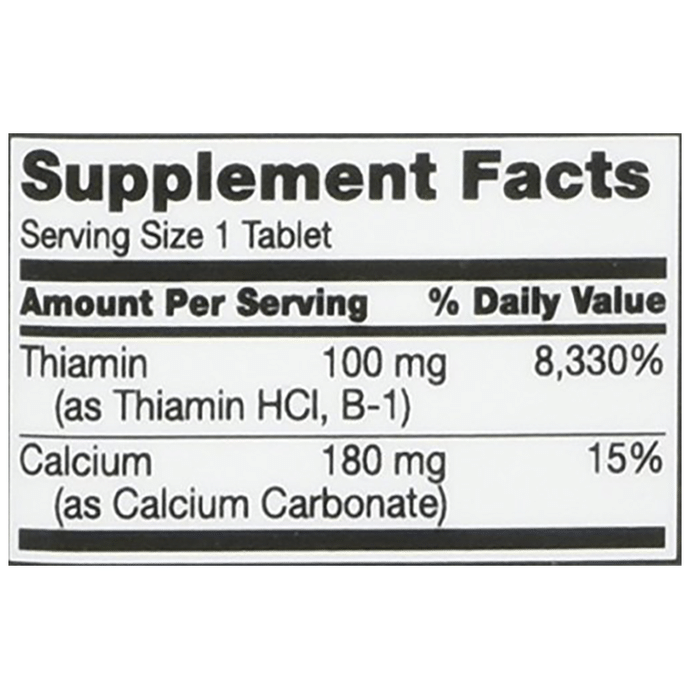 Supplement Facts
Serving Size 1 Tablet
Amount Per Serving % Daily Value
Thiamin 100 mg 8,330%
(as Thiamin HCl, B-1)
Calcium 180 mg 15%
(as Calcium Carbonate)